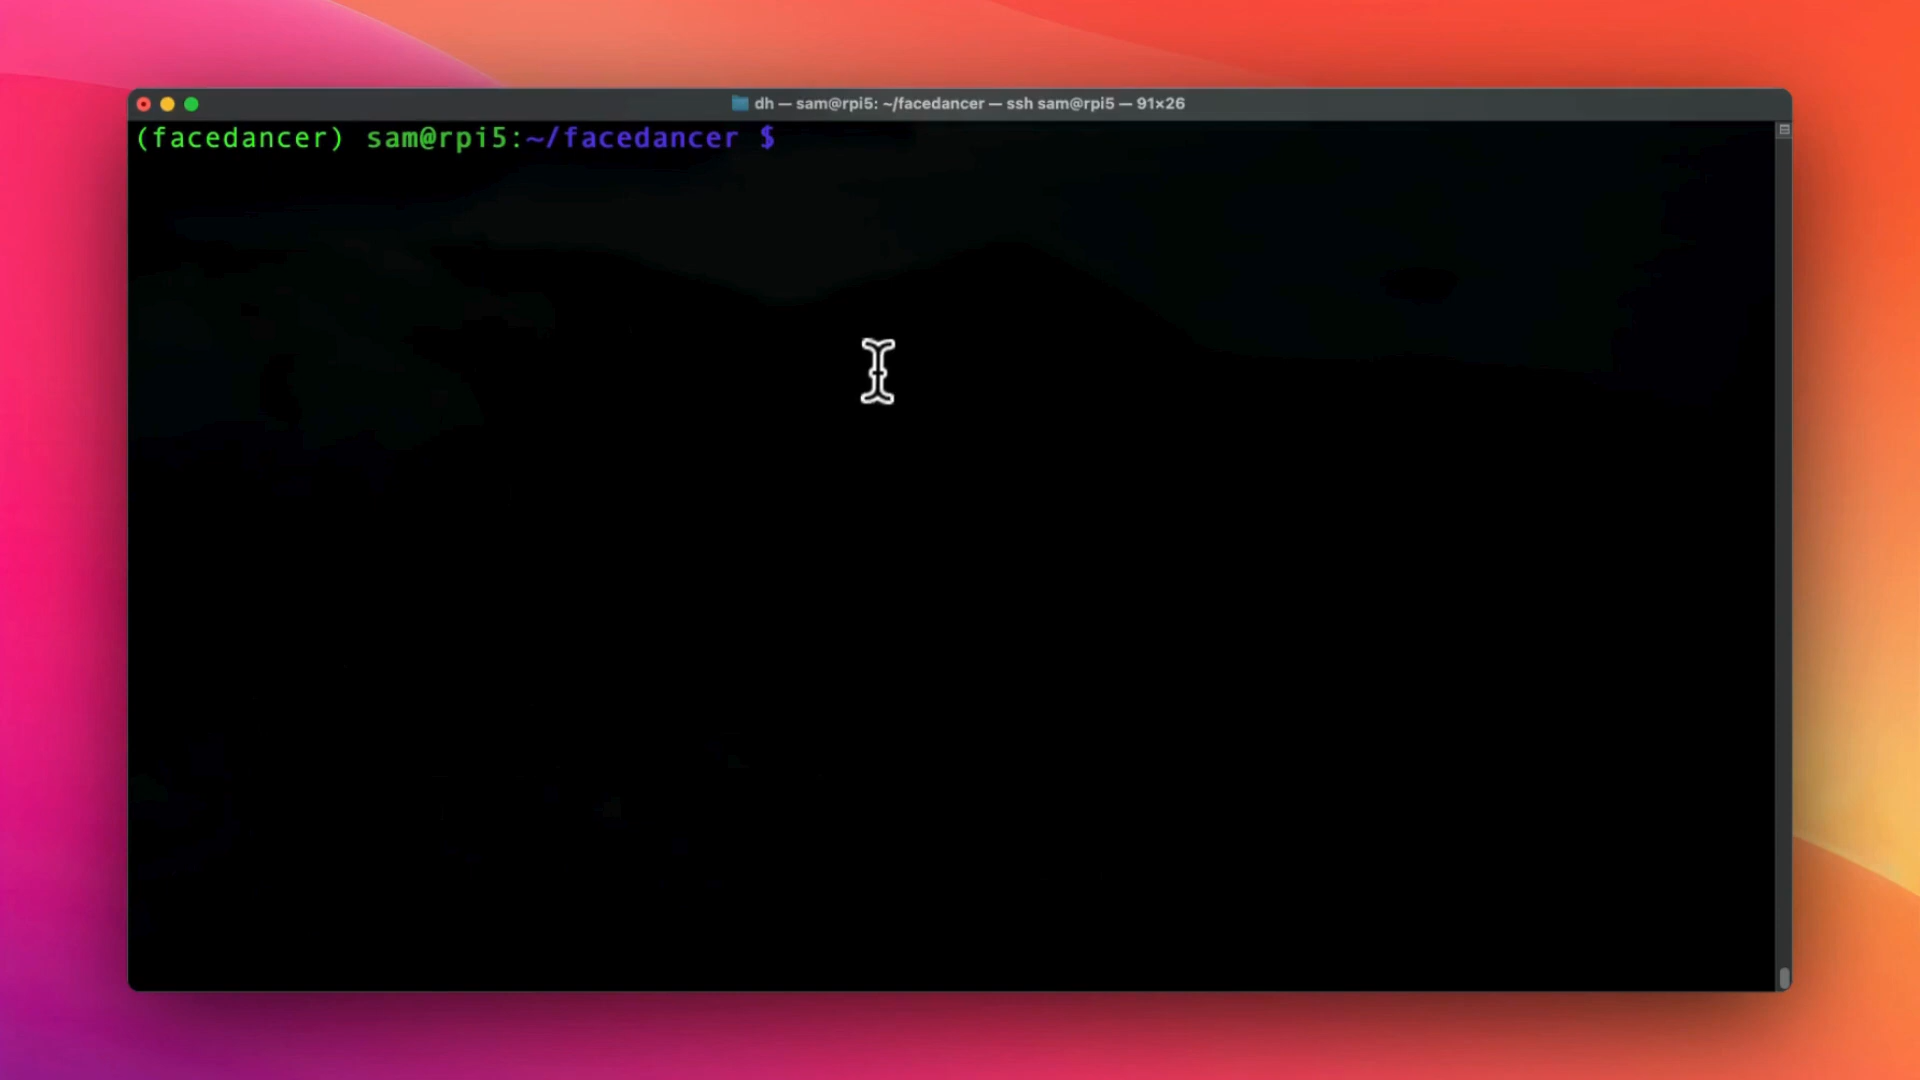 dh — sam@rpi5: ~/facedancer — ssh sam@rpi5 — 91×26
(facedancer) sam@rpi5:~/facedancer $